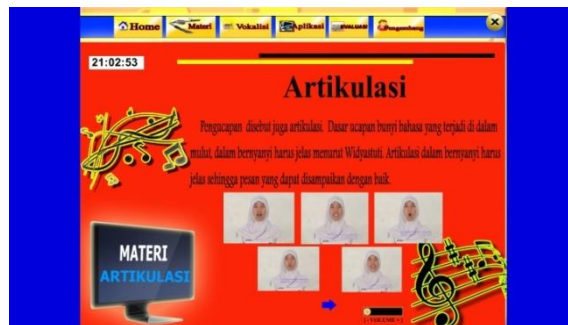 Home Materi Vokalisi Aplikasi EVALUASI Pengembang
21:02:53
Artikulasi
Pengucapan disebut juga artikulasi. Dasar ucapan bunyi bahasa yang terjadi di dalam
mulut, dalam bernyanyi harus jelas menurut Widyastuti. Artikulasi dalam bernyanyi harus
jelas sehingga pesan yang dapat disampaikan dengan baik.
MATERI
ARTIKULASI
- VOLUME +